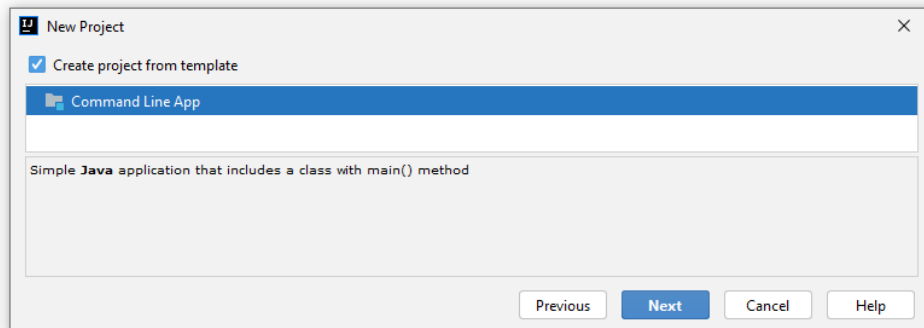 IJ
New Project
Create project from template
Command Line App
Simple Java application that includes a class with main() method
Previous Next Cancel Help